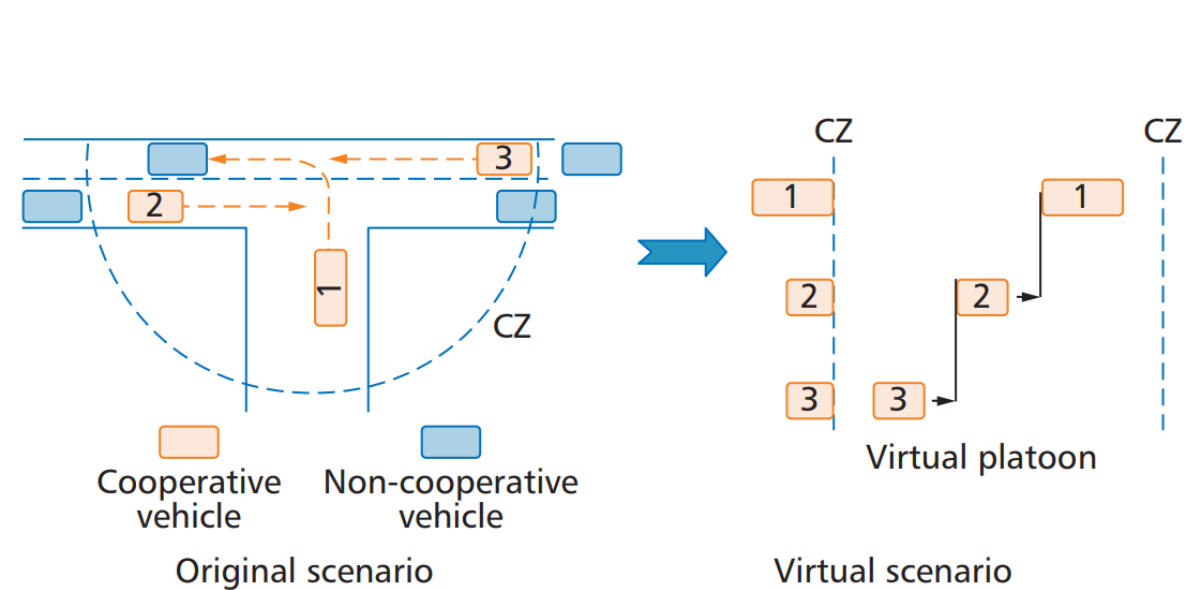 CZ
CZ
3
1
1
2
1
2
2
CZ
3
3
Virtual platoon
Cooperative
vehicle
Non-cooperative
vehicle
Original scenario
Virtual scenario